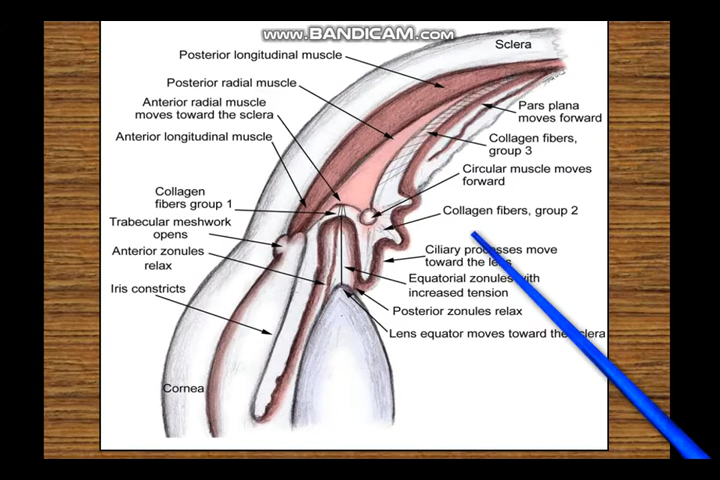 WWW.BANDICAM.COM
Sclera
Posterior longitudinal muscle
Posterior radial muscle
Anterior radial muscle
moves toward the sclera
Anterior longitudinal muscle
Pars plana
moves forward
Collagen fibers,
group 3
Circular muscle moves
forward
Collagen
fibers group 1
Collagen fibers, group 2
Trabecular meshwork
opens
Anterior zonules
relax
Ciliary processes move
toward the lens
Equatorial zonules with
increased tension
Iris constricts
Posterior zonules relax
Lens equator moves toward the sclera
Cornea